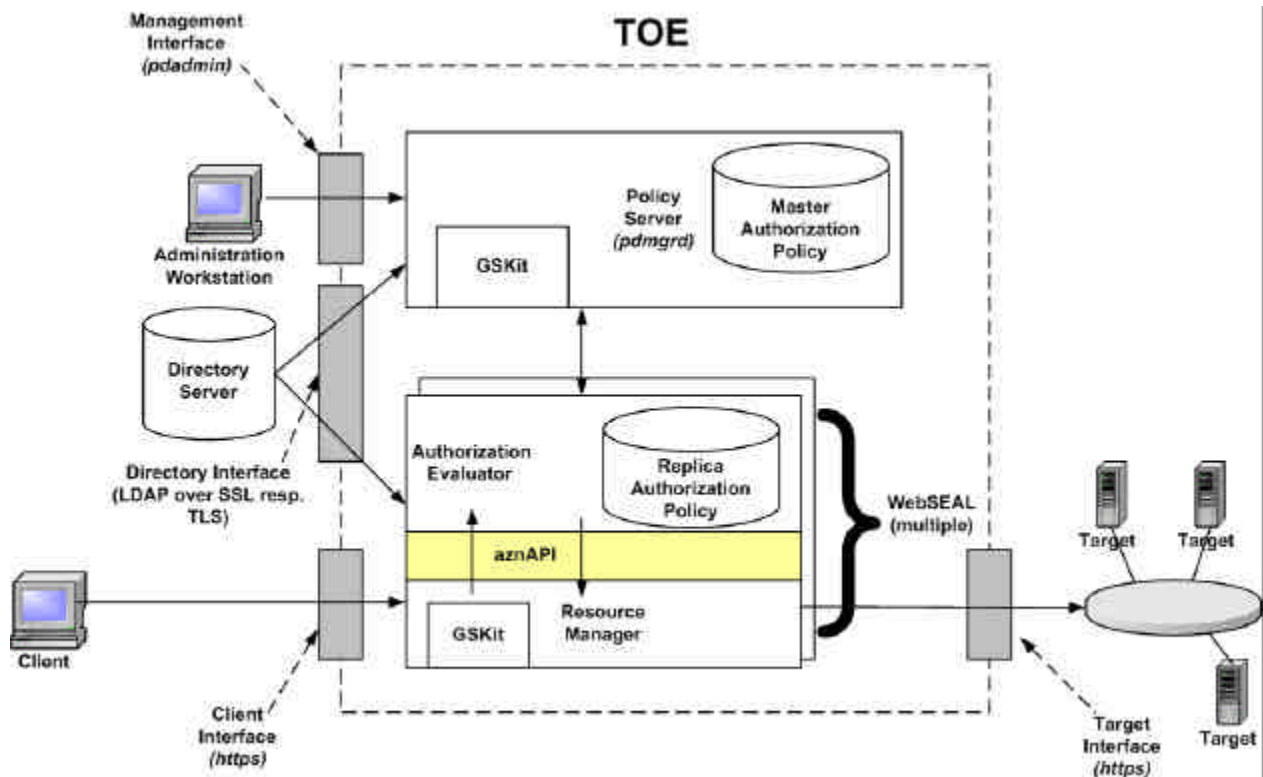 Management
Interface
(pdadmin)
TOE
Policy
Server
(pdmgrd)
Master
Authorization
Policy
GSKit
Administration
Workstation
Directory
Server
Directory Interface
(LDAP over SSL resp.
TLS)
Authorization
Evaluator
Replica
Authorization
Policy
WebSEAL
(multiple)
aznAPI
GSKit
Resource
Manager
Client
Client
Interface
(https)
Target
Target
Target
Target
Interface
(https)